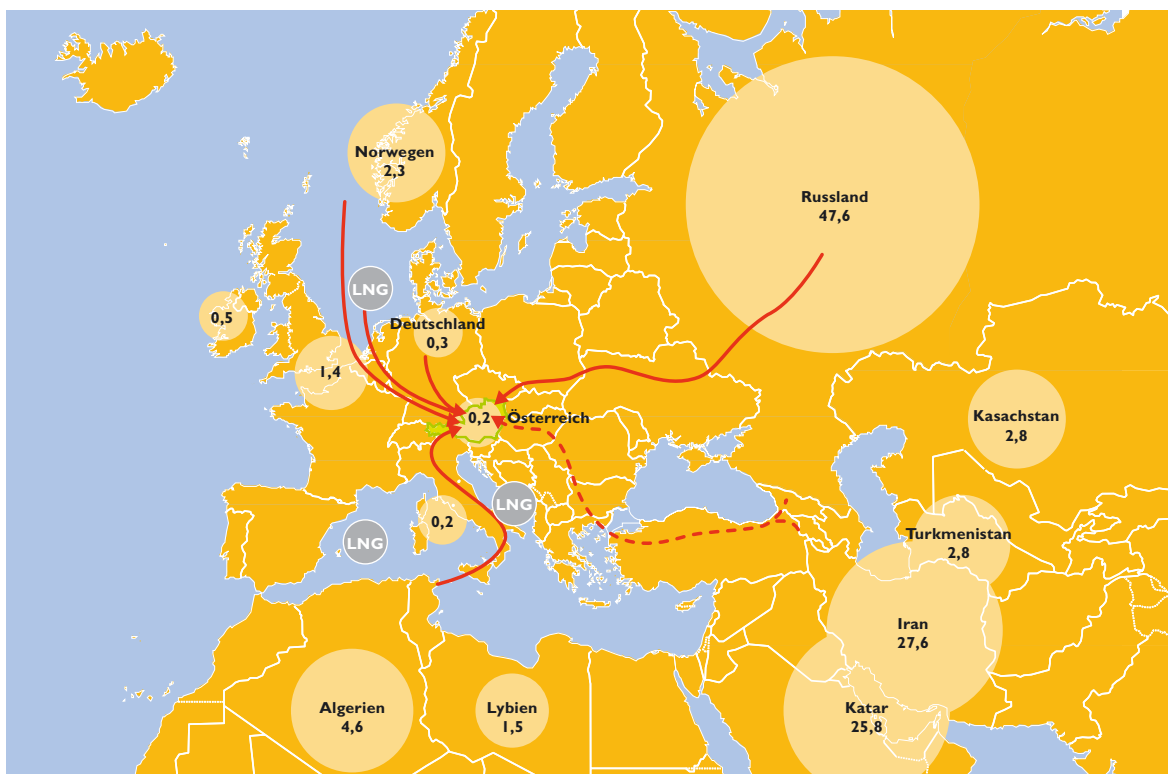 Norwegen
2,3
Russland
47,6
LNG
0,5
Deutschland
0,3
1,4
0,2
Österreich
Kasachstan
2,8
LNG
0,2
LNG
Turkmenistan
2,8
Iran
27,6
Algerien
4,6
Lybien
1,5
Katar
25,8